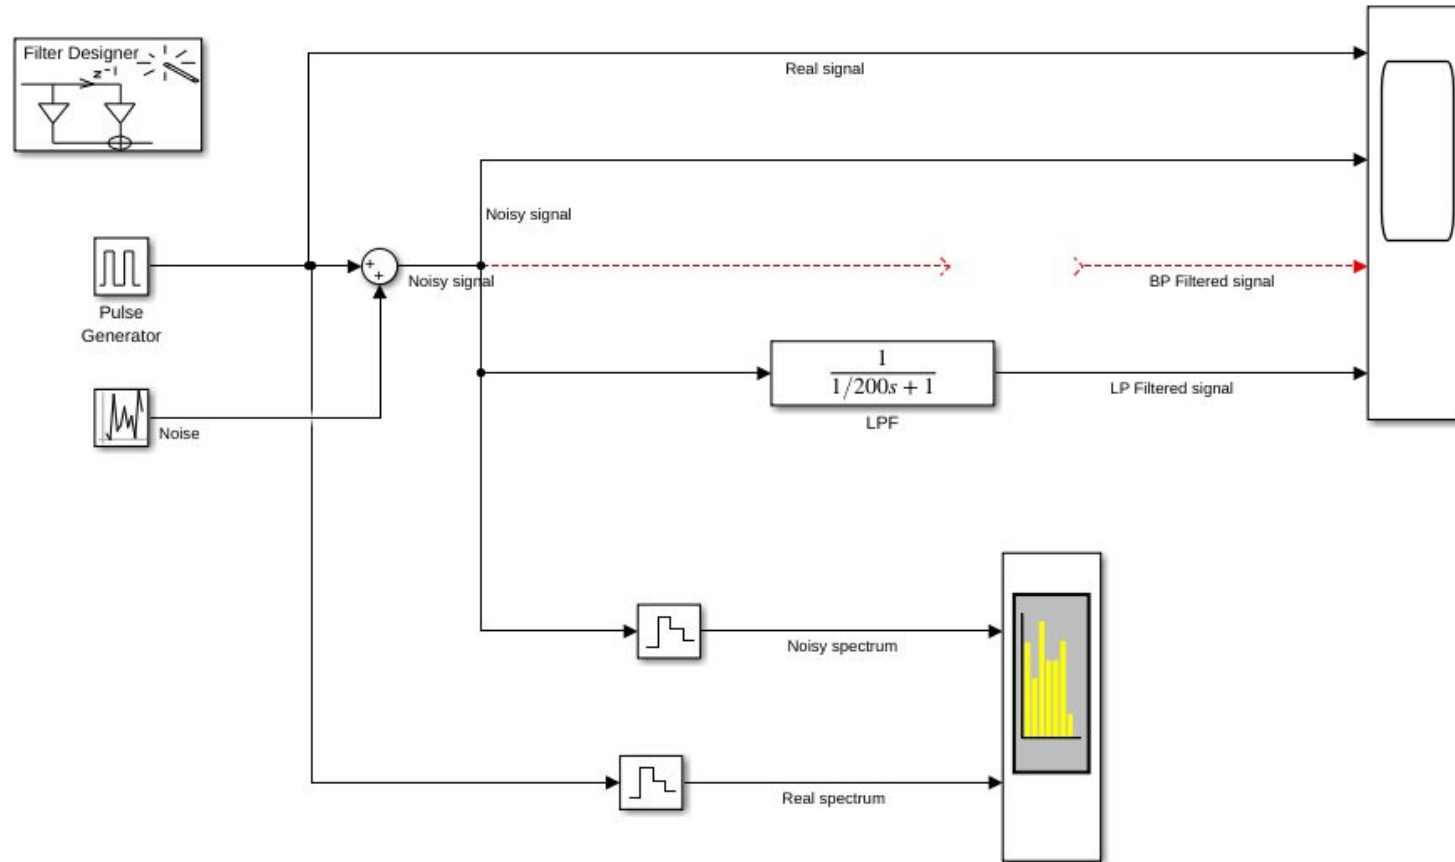 Filter Designer
z⁻¹
Real signal
Noisy signal
Noisy signal
BP Filtered signal
Pulse
Generator
1
1/200s + 1
LP Filtered signal
LPF
Noise
Noisy spectrum
Real spectrum